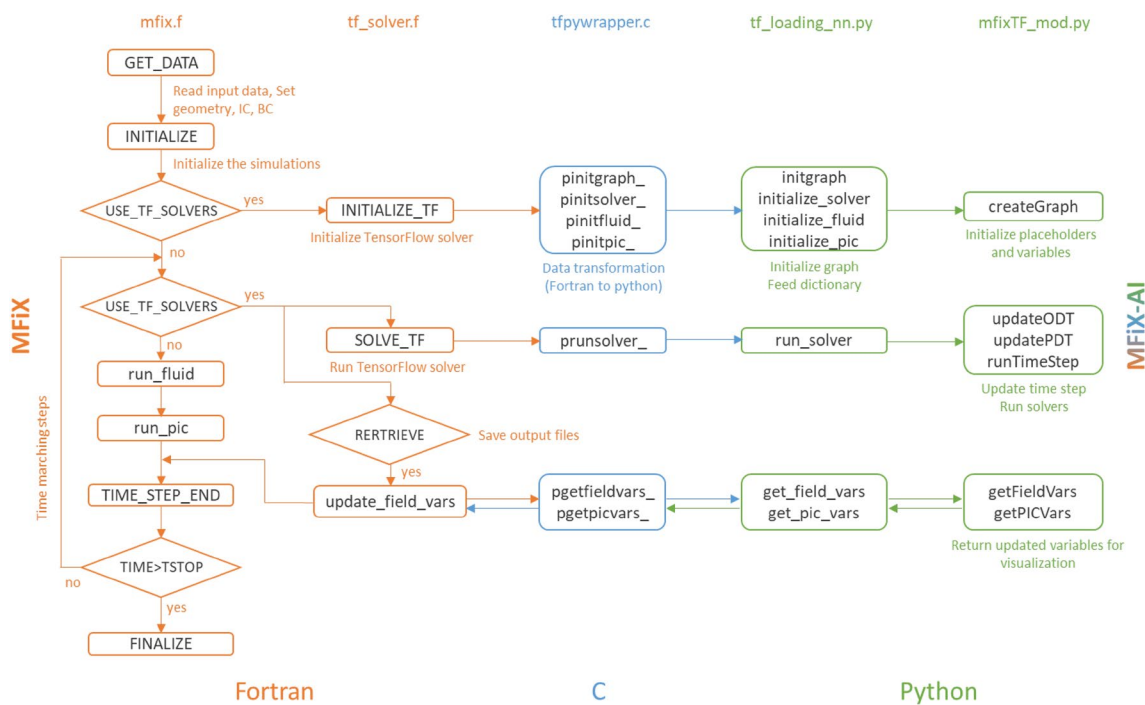 mfix.f
tf_solver.f
tfpywrapper.c
tf_loading_nn.py
mfixTF_mod.py
GET_DATA
Read input data, Set
geometry, IC, BC
INITIALIZE
Initialize the simulations
USE_TF_SOLVERS
yes
INITIALIZE_TF
Initialize TensorFlow solver
pinitgraph_
pinitsolver_
pinitfluid_
pinitpic_
Data transformation
(Fortran to python)
initgraph
initialize_solver
initialize_fluid
initialize_pic
Initialize graph
Feed dictionary
createGraph
Initialize placeholders
and variables
no
USE_TF_SOLVERS
yes
SOLVE_TF
Run TensorFlow solver
prunsolver_
run_solver
updateODT
updatePDT
runTimeStep
Update time step
Run solvers
no
run_fluid
run_pic
RERTRIEVE
Save output files
yes
TIME_STEP_END
update_field_vars
pgetfieldvars_
pgetpicvars_
get_field_vars
get_pic_vars
getFieldVars
getPICVars
Return updated variables for
visualization
TIME>TSTOP
no
yes
FINALIZE
Time marching steps
MFiX
MFiX-AI
Fortran
C
Python